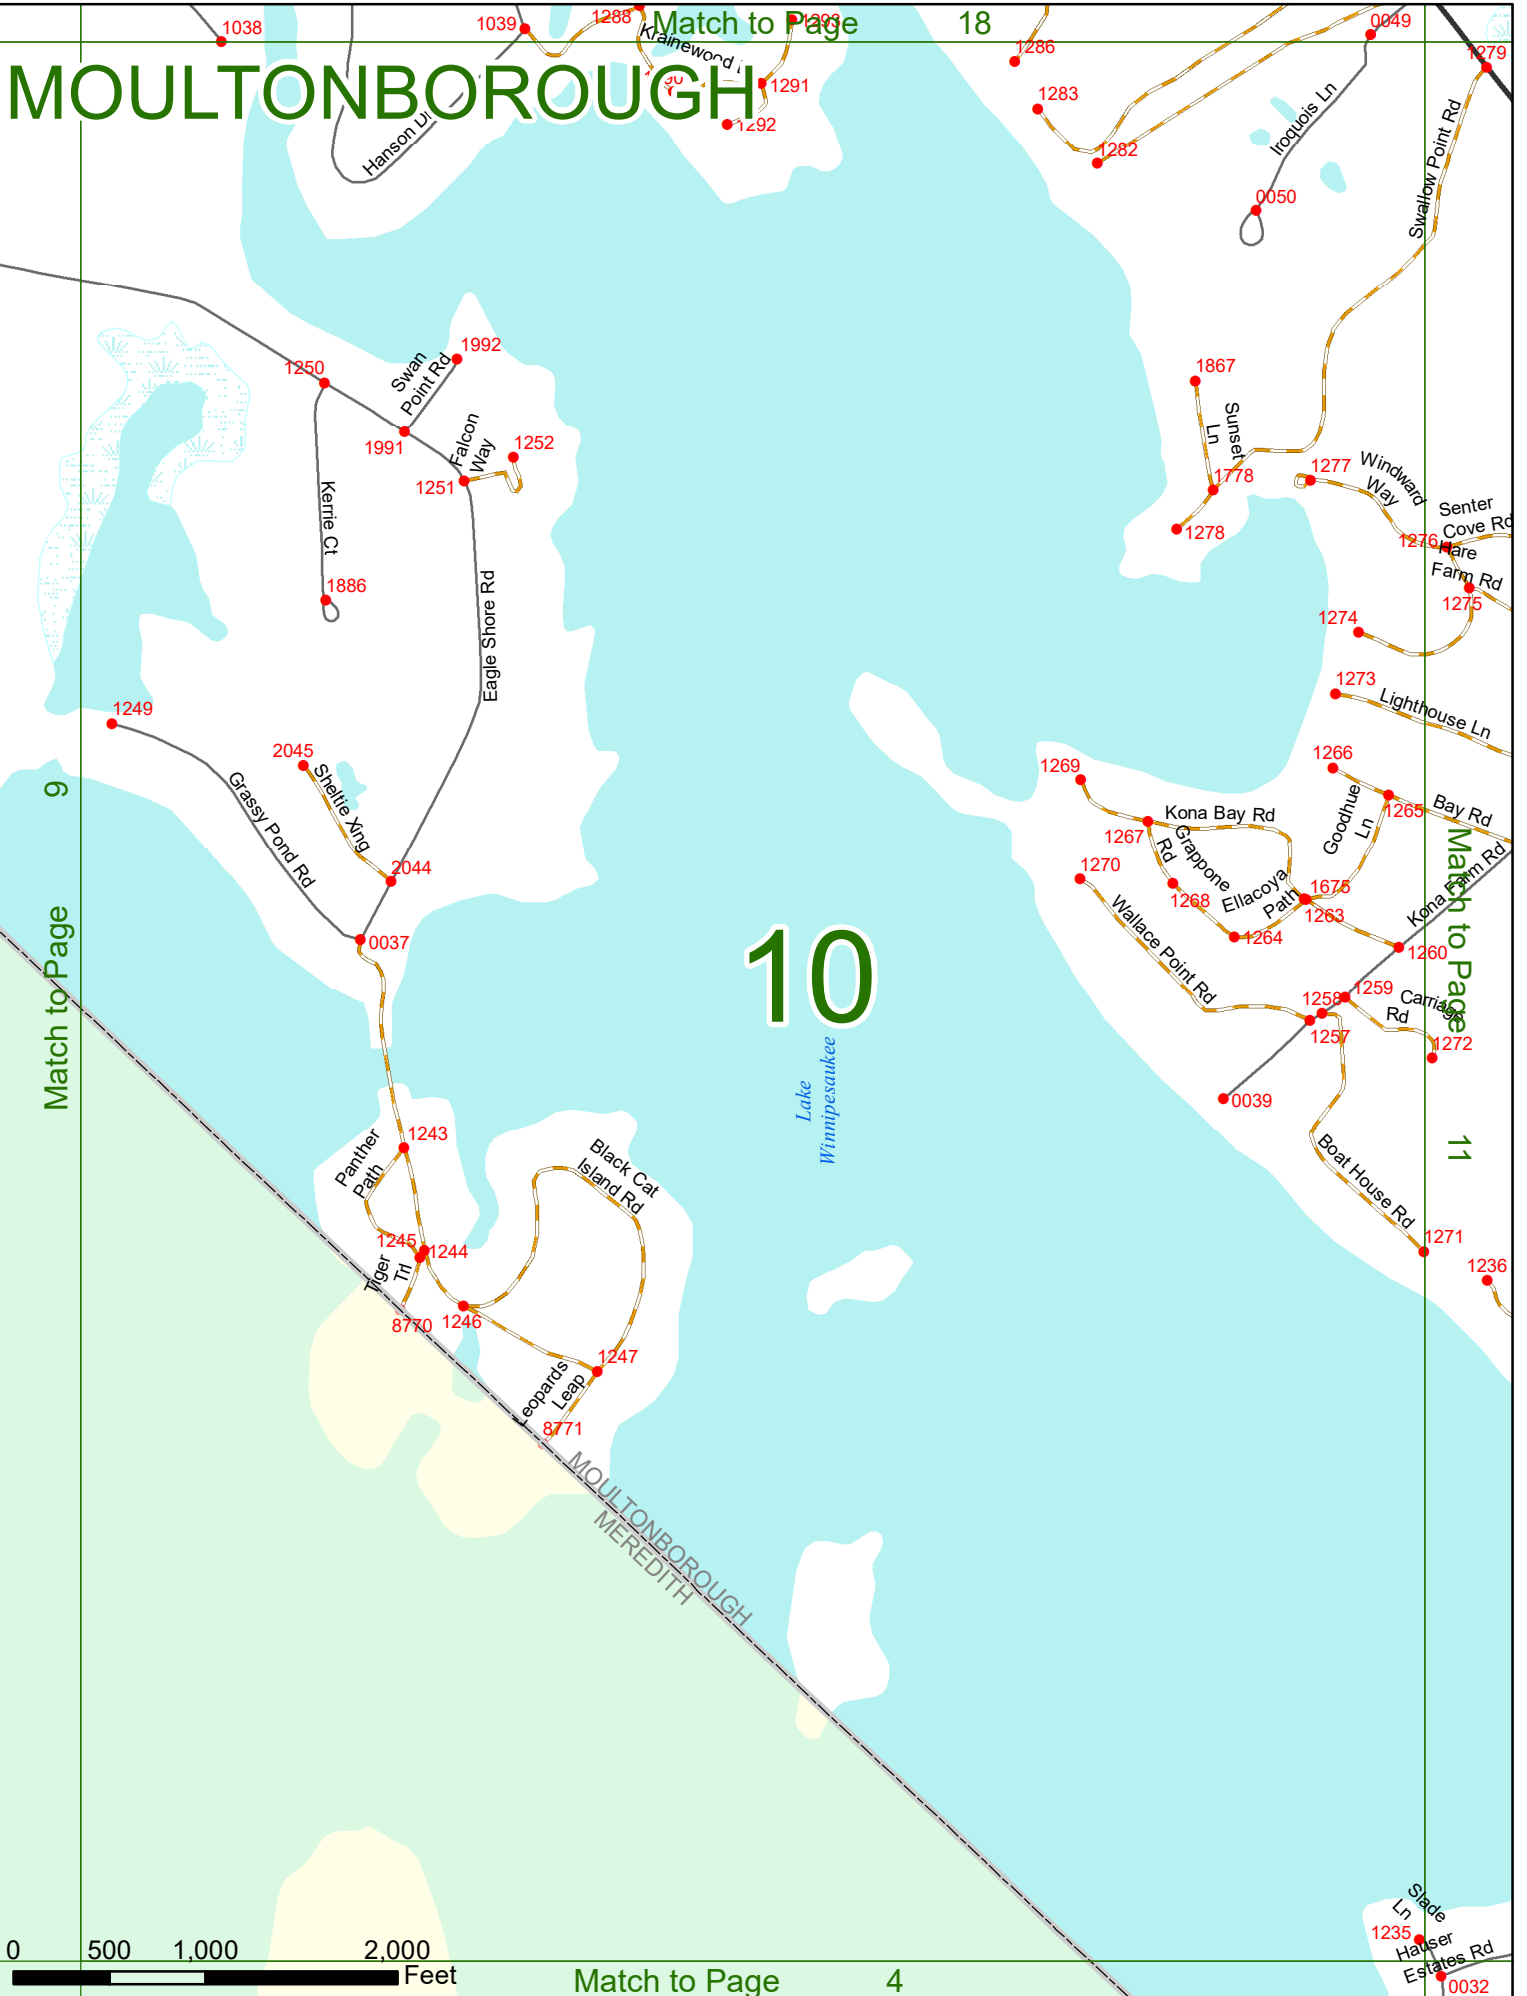 1038
1039
1288
Match to Page 18
1293
0049
Krainewood
1286
1279
MOULTONBOROUGH
1291
1283
1292
Hanson
1282
Iroquois Ln
Swallow Point Rd
0050
1250
Swan
Point Rd
1992
1867
1991
Falcon
Way
1252
Sunset
Ln
1251
1778
1277
Windward
Way
Senter
Cove Rd
1278
1276
Hare
Farm Rd
Kerrie Ct
1886
1275
1274
Eagle Shore Rd
1273
Lighthouse Ln
1249
2045
Sheltie Xing
1269
1266
Goodhue
Ln
1265
Bay Rd
9
Match to Page
Grassy Pond Rd
1267
Kona Bay Rd
Grappone
Rd
2044
1270
1268
Ellacoya
Path
1675
1263
Kona Farm Rd
Match to Page
11
0037
1264
1260
Wallace Point Rd
10
1258
1259
Carriage
Rd
1257
1272
Lake
Winnipesaukee
0039
1243
Panther
Path
Black Cat
Island Rd
Boat House Rd
1245
1244
1271
Tiger
Trl
1236
8770
1246
1247
Leopards
Leap
8771
MOULTONBOROUGH
MEREDITH
Slade
Ln
1235
Hauser
Estates Rd
0032
0 500 1,000 2,000
Feet
Match to Page 4